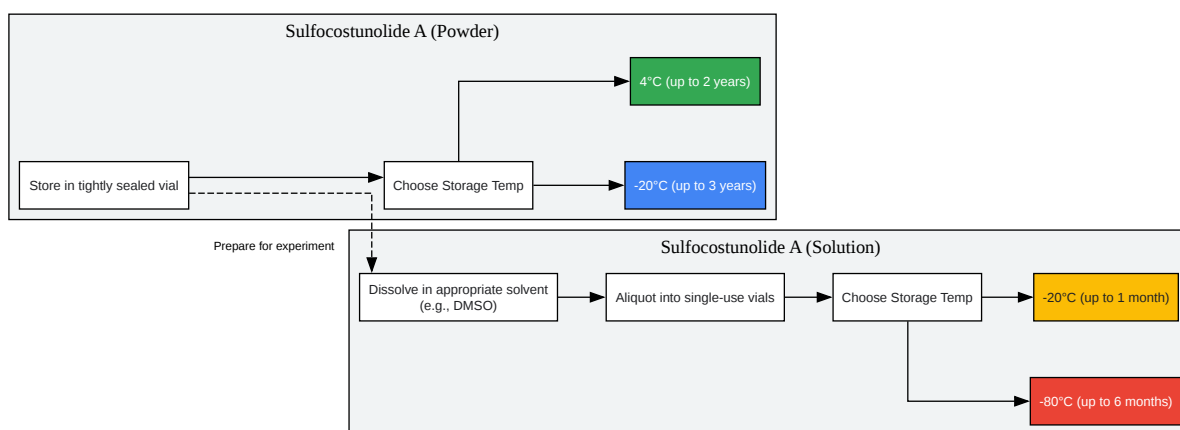 Sulfocostunolide A (Powder)
4°C (up to 2 years)
Store in tightly sealed vial
Choose Storage Temp
-20°C (up to 3 years)
Prepare for experiment
Sulfocostunolide A (Solution)
Dissolve in appropriate solvent
(e.g., DMSO)
Aliquot into single-use vials
Choose Storage Temp
-20°C (up to 1 month)
-80°C (up to 6 months)